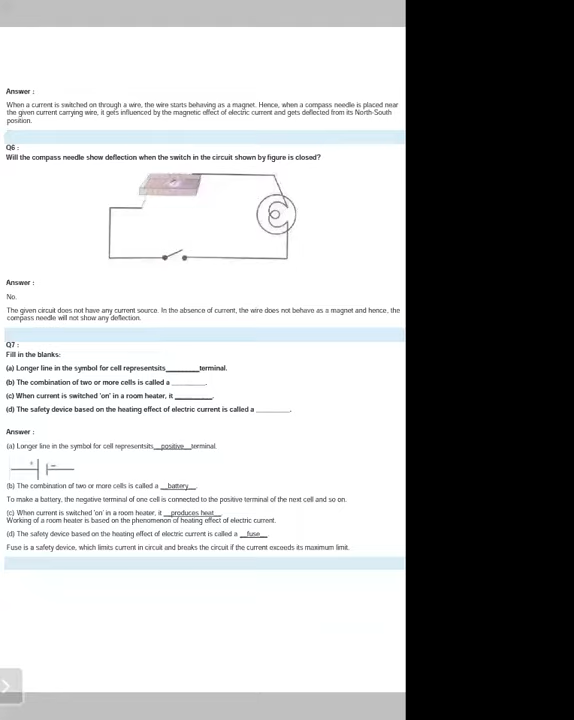 Answer :
When a current is switched on through a wire, the wire starts behaving as a magnet. Hence, when a compass needle is placed near
the given current carrying wire, it gets influenced by the magnetic effect of electric current and gets deflected from its North-South
position.
Q6 :
Will the compass needle show deflection when the switch in the circuit shown by figure is closed?
Answer :
No.
The given circuit does not have any current source. In the absence of current, the wire does not behave as a magnet and hence, the
compass needle will not show any deflection.
Q7 :
Fill in the blanks:
(a) Longer line in the symbol for cell representsits________terminal.
(b) The combination of two or more cells is called a ________.
(c) When current is switched 'on' in a room heater, it ________.
(d) The safety device based on the heating effect of electric current is called a ________.
Answer :
(a) Longer line in the symbol for cell representsits__positive__terminal.
+ −
(b) The combination of two or more cells is called a __battery__.
To make a battery, the negative terminal of one cell is connected to the positive terminal of the next cell and so on.
(c) When current is switched 'on' in a room heater, it __produces heat__.
Working of a room heater is based on the phenomenon of heating effect of electric current.
(d) The safety device based on the heating effect of electric current is called a __fuse__
Fuse is a safety device, which limits current in circuit and breaks the circuit if the current exceeds its maximum limit.